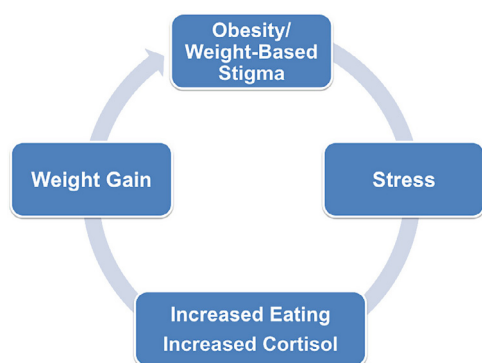 Obesity/
Weight-Based
Stigma
Weight Gain
Stress
Increased Eating
Increased Cortisol